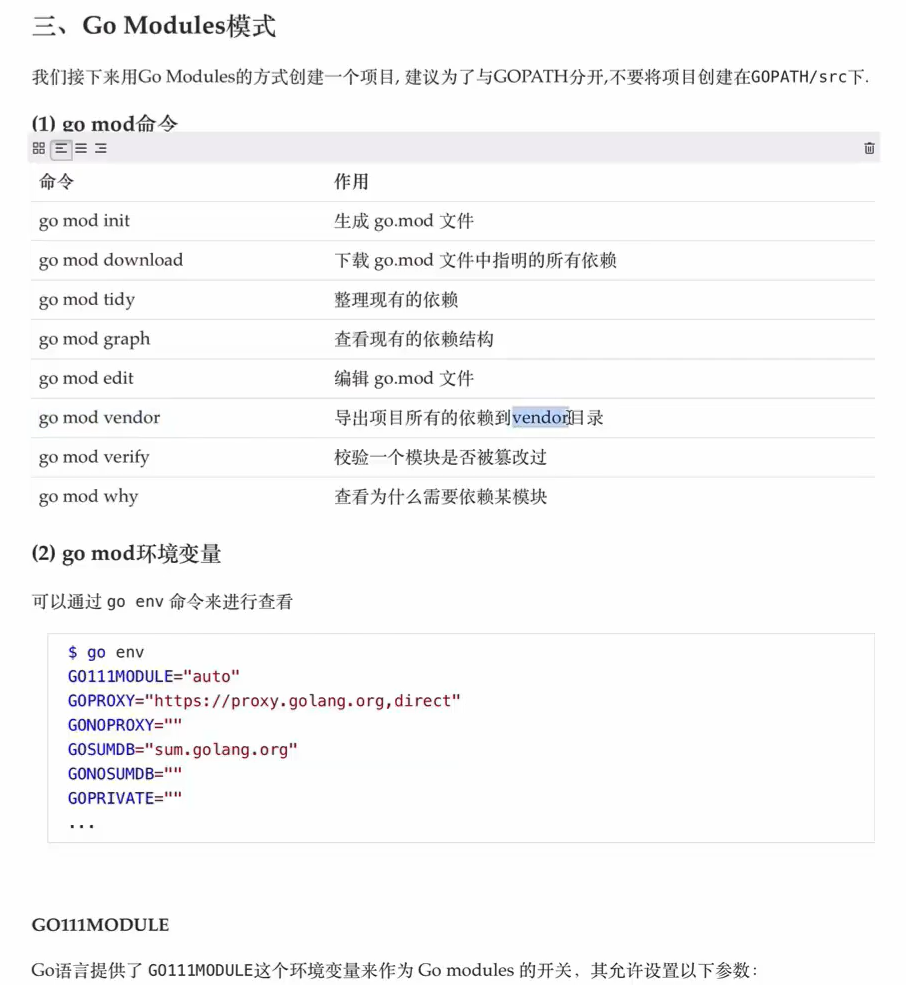 三、Go Modules模式
我们接下来用Go Modules的方式创建一个项目, 建议为了与GOPATH分开,不要将项目创建在GOPATH/src下.
(1) go mod命令
命令 作用
go mod init 生成 go.mod 文件
go mod download 下载 go.mod 文件中指明的所有依赖
go mod tidy 整理现有的依赖
go mod graph 查看现有的依赖结构
go mod edit 编辑 go.mod 文件
go mod vendor 导出项目所有的依赖到vendor目录
go mod verify 校验一个模块是否被篡改过
go mod why 查看为什么需要依赖某模块
(2) go mod环境变量
可以通过 go env 命令来进行查看
$ go env
GO111MODULE="auto"
GOPROXY="https://proxy.golang.org,direct"
GONOPROXY=""
GOSUMDB="sum.golang.org"
GONOSUMDB=""
GOPRIVATE=""
...
GO111MODULE
Go语言提供了 GO111MODULE这个环境变量来作为 Go modules 的开关，其允许设置以下参数：